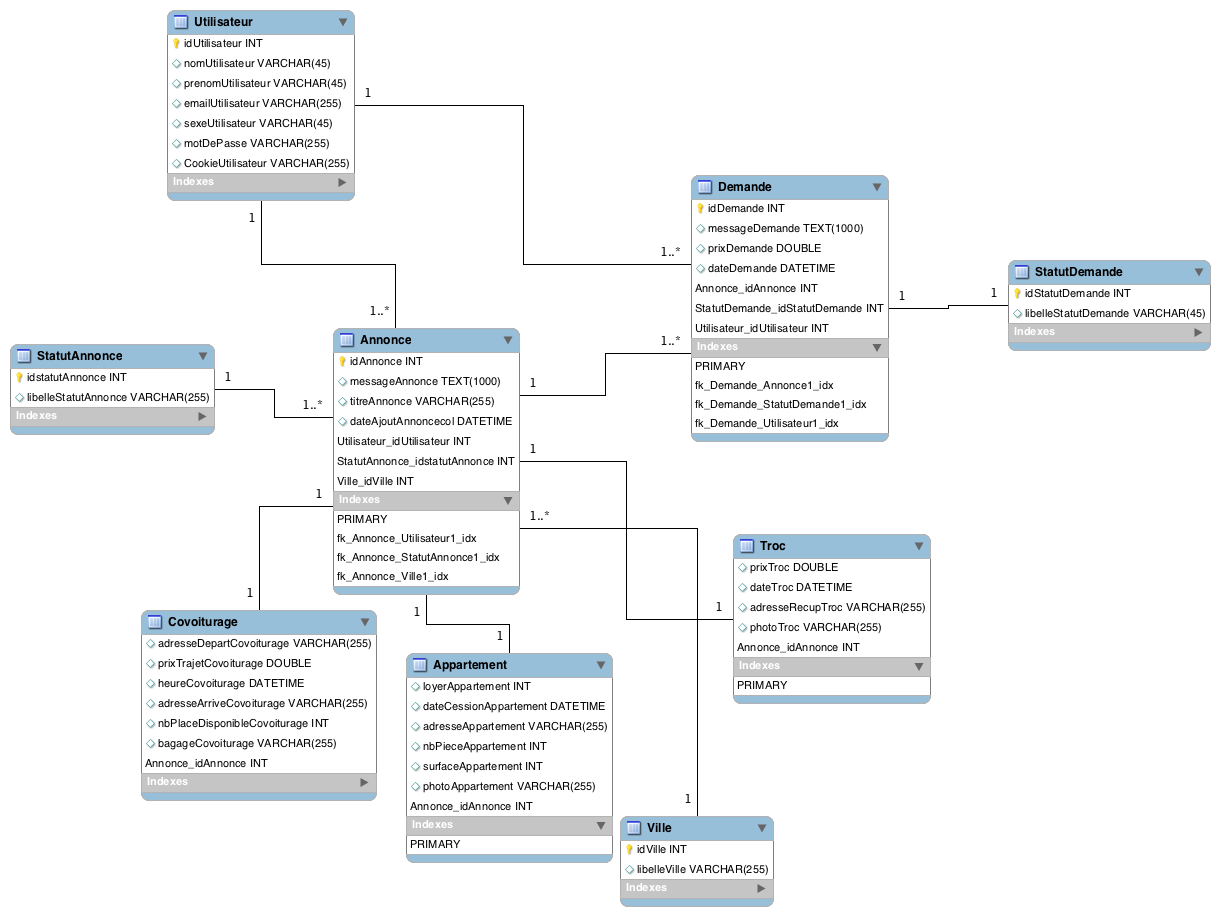 Utilisateur
idUtilisateur INT
nomUtilisateur VARCHAR(45)
prenomUtilisateur VARCHAR(45)
emailUtilisateur VARCHAR(255)
sexeUtilisateur VARCHAR(45)
motDePasse VARCHAR(255)
CookieUtilisateur VARCHAR(255)
Indexes
1
1
1..*
1..*
Demande
idDemande INT
messageDemande TEXT(1000)
prixDemande DOUBLE
dateDemande DATETIME
Annonce_idAnnonce INT
StatutDemande_idStatutDemande INT
Utilisateur_idUtilisateur INT
Indexes
PRIMARY
fk_Demande_Annonce1_idx
fk_Demande_StatutDemande1_idx
fk_Demande_Utilisateur1_idx
1
1
StatutDemande
idStatutDemande INT
libelleStatutDemande VARCHAR(45)
Indexes
StatutAnnonce
idstatutAnnonce INT
libelleStatutAnnonce VARCHAR(255)
Indexes
1
1..*
Annonce
idAnnonce INT
messageAnnonce TEXT(1000)
titreAnnonce VARCHAR(255)
dateAjoutAnnoncecol DATETIME
Utilisateur_idUtilisateur INT
StatutAnnonce_idstatutAnnonce INT
Ville_idVille INT
Indexes
PRIMARY
fk_Annonce_Utilisateur1_idx
fk_Annonce_StatutAnnonce1_idx
fk_Annonce_Ville1_idx
1
1..*
1
1
1..*
1
1
1
1
1
Troc
prixTroc DOUBLE
dateTroc DATETIME
adresseRecupTroc VARCHAR(255)
photoTroc VARCHAR(255)
Annonce_idAnnonce INT
Indexes
PRIMARY
Covoiturage
adresseDepartCovoiturage VARCHAR(255)
prixTrajetCovoiturage DOUBLE
heureCovoiturage DATETIME
adresseArriveCovoiturage VARCHAR(255)
nbPlaceDisponibleCovoiturage INT
bagageCovoiturage VARCHAR(255)
Annonce_idAnnonce INT
Indexes
Appartement
loyerAppartement INT
dateCessionAppartement DATETIME
adresseAppartement VARCHAR(255)
nbPieceAppartement INT
surfaceAppartement INT
photoAppartement VARCHAR(255)
Annonce_idAnnonce INT
Indexes
PRIMARY
1
Ville
idVille INT
libelleVille VARCHAR(255)
Indexes